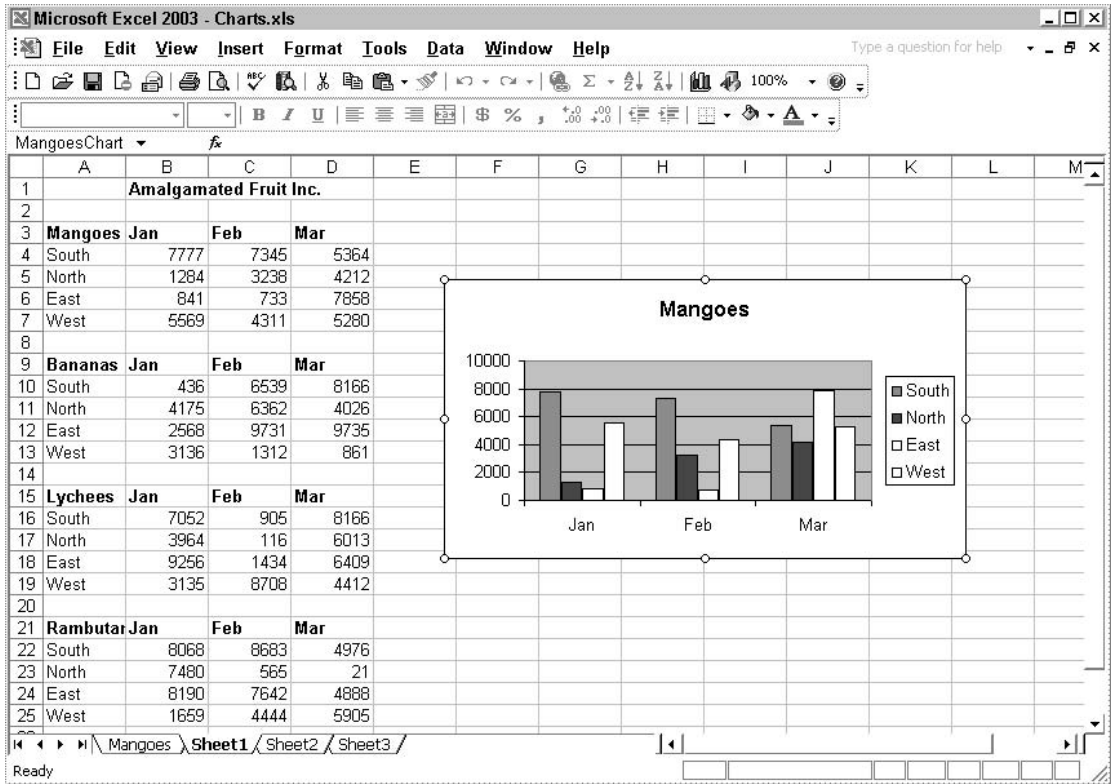 Microsoft Excel 2003 - Charts.xls
File Edit View Insert Format Tools Data Window Help Type a question for help
100%
B I U $ % ,
MangoesChart fx
A B C D E F G H I J K L M
1 Amalgamated Fruit Inc.
2
3 Mangoes Jan Feb Mar
4 South 7777 7345 5364
5 North 1284 3238 4212
6 East 841 733 7858
7 West 5569 4311 5280
8
9 Bananas Jan Feb Mar
10 South 436 6539 8166
11 North 4175 6362 4026
12 East 2568 9731 9735
13 West 3136 1312 861
14
15 Lychees Jan Feb Mar
16 South 7052 905 8166
17 North 3964 116 6013
18 East 9256 1434 6409
19 West 3135 8708 4412
20
21 Rambutar Jan Feb Mar
22 South 8068 8683 4976
23 North 7480 565 21
24 East 8190 7642 4888
25 West 1659 4444 5905
Mangoes
10000
8000
6000
4000
2000
0
Jan Feb Mar
South
North
East
West
Mangoes Sheet1 Sheet2 Sheet3
Ready